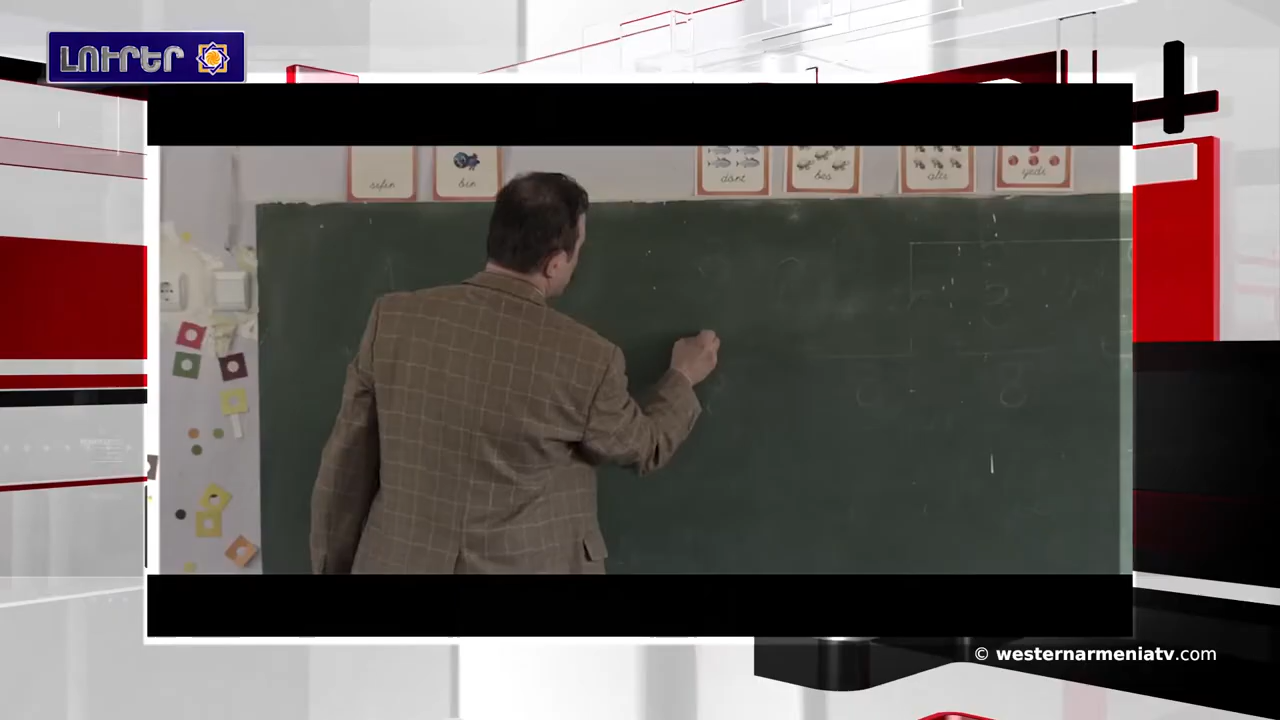 ԼՈՒՐԵՐ
sıfır bir dört beş altı yedi
© westernarmeniatv.com